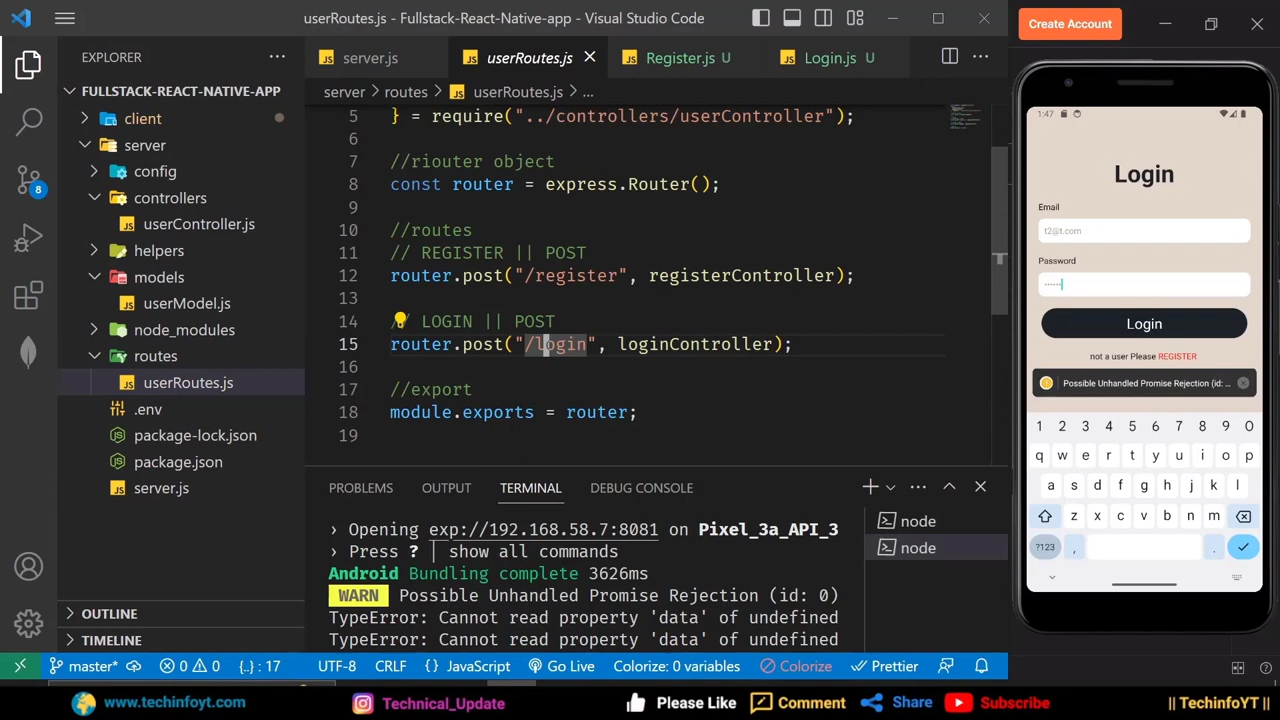 userRoutes.js - Fullstack-React-Native-app - Visual Studio Code
Create Account
EXPLORER
server.js
userRoutes.js
Register.js U
Login.js U
FULLSTACK-REACT-NATIVE-APP
client
server
config
controllers
userController.js
helpers
models
userModel.js
node_modules
routes
userRoutes.js
.env
package-lock.json
package.json
server.js
OUTLINE
TIMELINE
8
server > routes > userRoutes.js > ...
5 } = require("../controllers/userController");
6
7 //riouter object
8 const router = express.Router();
9
10 //routes
11 // REGISTER || POST
12 router.post("/register", registerController);
13
14 // LOGIN || POST
15 router.post("/login", loginController);
16
17 //export
18 module.exports = router;
19
PROBLEMS OUTPUT TERMINAL DEBUG CONSOLE
› Opening exp://192.168.58.7:8081 on Pixel_3a_API_3
› Press ? │ show all commands
Android Bundling complete 3626ms
WARN Possible Unhandled Promise Rejection (id: 0)
TypeError: Cannot read property 'data' of undefined
TypeError: Cannot read property 'data' of undefined
node
node
master* 0 0 {..} : 17 UTF-8 CRLF {} JavaScript Go Live Colorize: 0 variables Colorize Prettier
1:47
Login
Email
t2@t.com
Password
Login
not a user Please REGISTER
Possible Unhandled Promise Rejection (id: ...
1 2 3 4 5 6 7 8 9 0
q w e r t y u i o p
a s d f g h j k l
z x c v b n m
?123 , .
www.techinfoyt.com Technical_Update Please Like Comment Share Subscribe || TechinfoYT ||